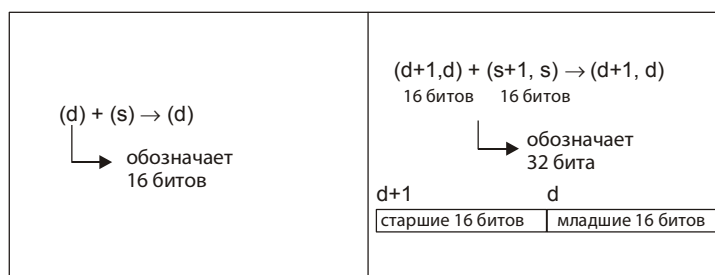 (d) + (s) → (d)
обозначает
16 битов
(d+1,d) + (s+1, s) → (d+1, d)
16 битов 16 битов
обозначает
32 бита
d+1 d
старшие 16 битов младшие 16 битов